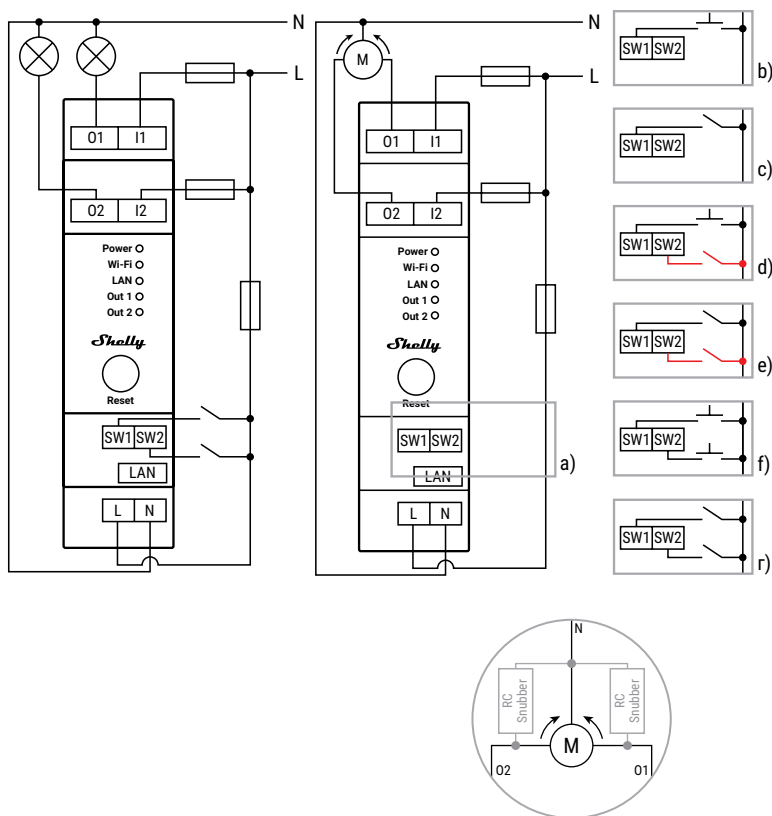 N
L
O1 I1
O2 I2
Power
Wi-Fi
LAN
Out 1
Out 2
Shelly
Reset
SW1 SW2
LAN
L N
N
L
M
O1 I1
O2 I2
Power
Wi-Fi
LAN
Out 1
Out 2
Shelly
Reset
SW1 SW2
a)
LAN
L N
SW1 SW2
b)
SW1 SW2
c)
SW1 SW2
d)
SW1 SW2
e)
SW1 SW2
f)
SW1 SW2
г)
N
RC
Snubber
RC
Snubber
M
O2
O1